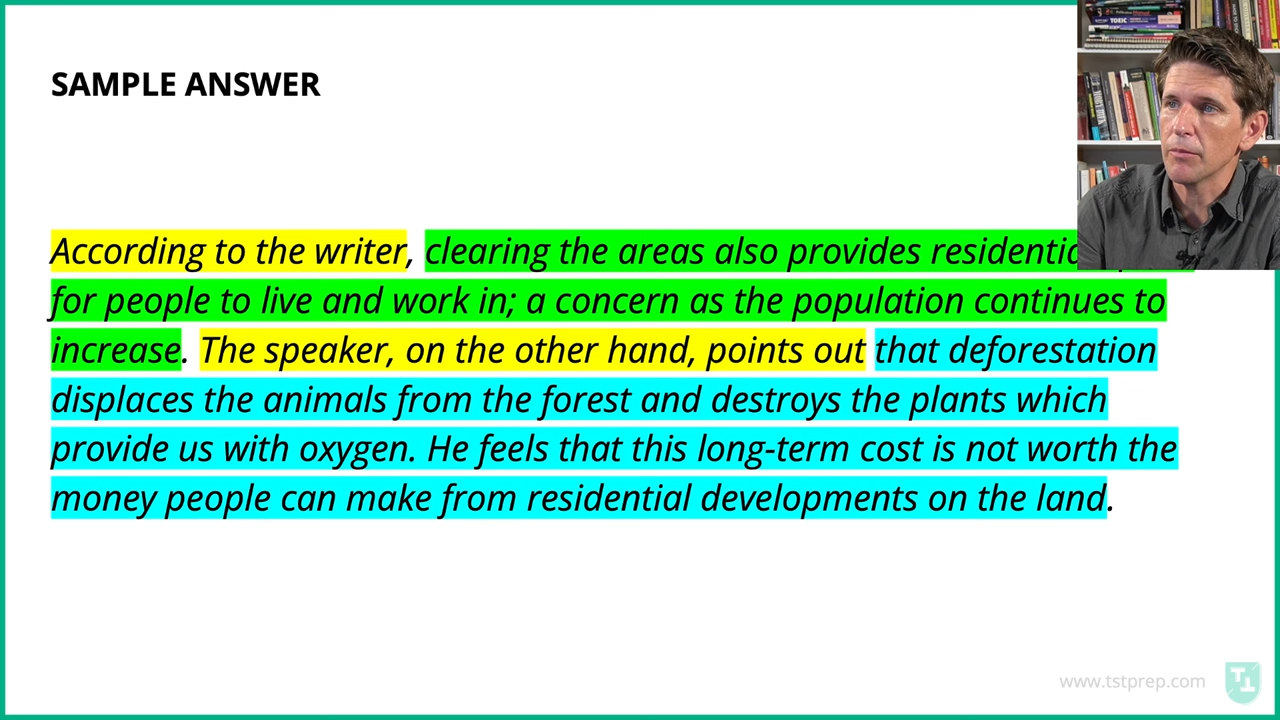 SAMPLE ANSWER
According to the writer, clearing the areas also provides
for people to live and work in; a concern as the population continues to
increase. The speaker, on the other hand, points out that deforestation
displaces the animals from the forest and destroys the plants which
provide us with oxygen. He feels that this long-term cost is not worth the
money people can make from residential developments on the land.
www.tstprep.com
TOEIC